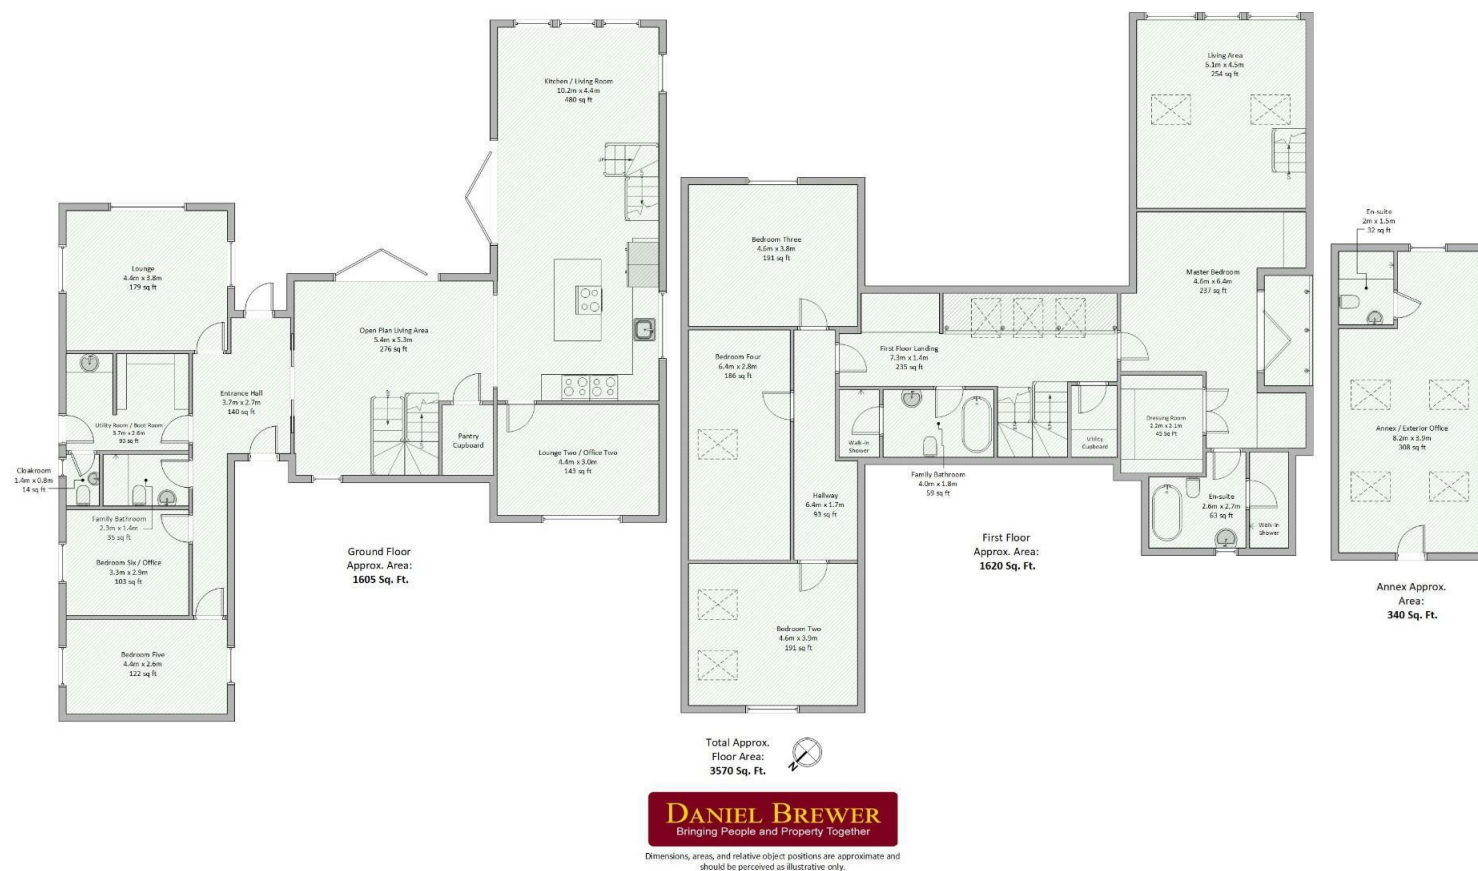 Kitchen / Living Room
10.2m x 4.4m
480 sq ft
Lounge
4.4m x 3.8m
179 sq ft
Open Plan Living Area
5.4m x 5.3m
276 sq ft
Entrance Hall
3.7m x 2.7m
140 sq ft
Utility Room / Boot Room
3.7m x 2.6m
90 sq ft
Pantry
Cupboard
Lounge Two / Office Two
4.4m x 3.0m
143 sq ft
Cloakroom
1.4m x 0.8m
14 sq ft
Family Bathroom
2.3m x 1.4m
35 sq ft
Bedroom Six / Office
3.3m x 2.9m
103 sq ft
Bedroom Five
4.4m x 2.6m
122 sq ft
Ground Floor
Approx. Area:
1605 Sq. Ft.
Living Area
5.1m x 4.5m
254 sq ft
Bedroom Three
4.6m x 3.8m
191 sq ft
Master Bedroom
4.6m x 6.4m
237 sq ft
First Floor Landing
7.3m x 1.4m
235 sq ft
Bedroom Four
6.4m x 2.8m
186 sq ft
Dressing Room
2.2m x 2.1m
45 Sq Ft
Walk-in
Shower
Utility
Cupboard
Family Bathroom
4.0m x 1.8m
59 sq ft
Hallway
6.4m x 1.7m
93 sq ft
En-suite
2.6m x 2.7m
63 sq ft
Walk-In
Shower
First Floor
Approx. Area:
1620 Sq. Ft.
Bedroom Two
4.6m x 3.9m
191 sq ft
En-suite
2m x 1.5m
32 sq ft
Annex / Exterior Office
8.2m x 3.9m
308 sq ft
Annex Approx.
Area:
340 Sq. Ft.
Total Approx.
Floor Area:
3570 Sq. Ft.
N
DANIEL BREWER
Bringing People and Property Together
Dimensions, areas, and relative object positions are approximate and
should be perceived as illustrative only.